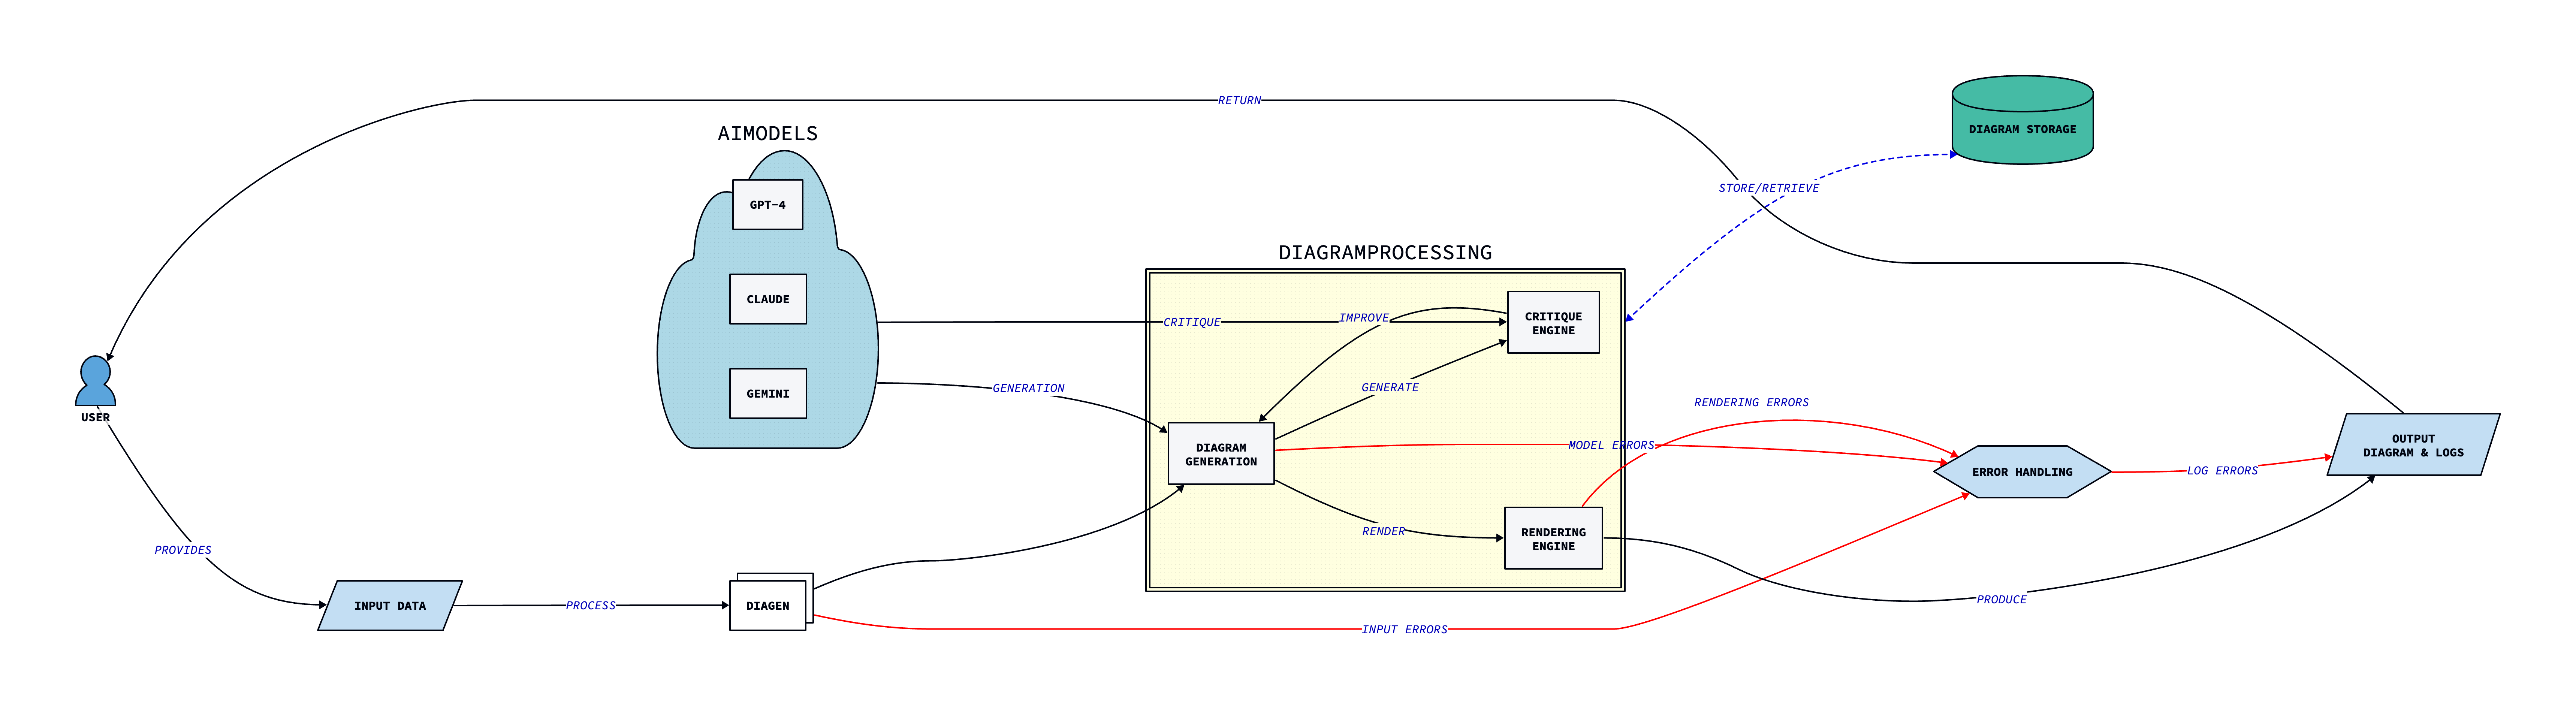 RETURN
DIAGRAM STORAGE
AIMODELS
STORE/RETRIEVE
GPT-4
DIAGRAMPROCESSING
CLAUDE
CRITIQUE
IMPROVE
CRITIQUE
ENGINE
GEMINI
GENERATION
GENERATE
RENDERING ERRORS
USER
DIAGRAM
GENERATION
MODEL ERRORS
OUTPUT
DIAGRAM & LOGS
ERROR HANDLING
LOG ERRORS
RENDER
RENDERING
ENGINE
PROVIDES
INPUT DATA
PROCESS
DIAGEN
PRODUCE
INPUT ERRORS